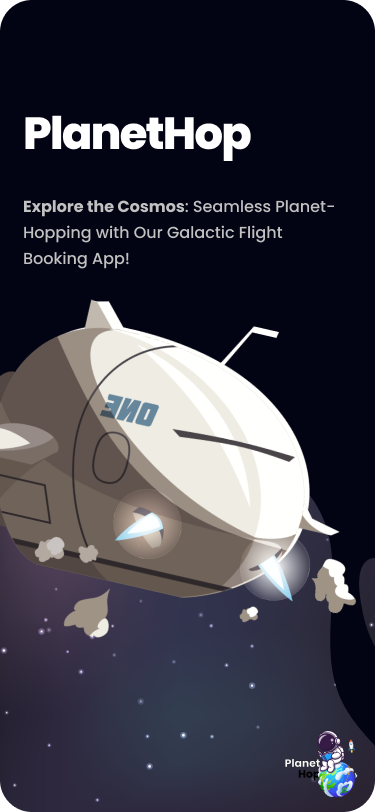 PlanetHop
Explore the Cosmos: Seamless Planet-
Hopping with Our Galactic Flight
Booking App!
ONE
Planet
Hop